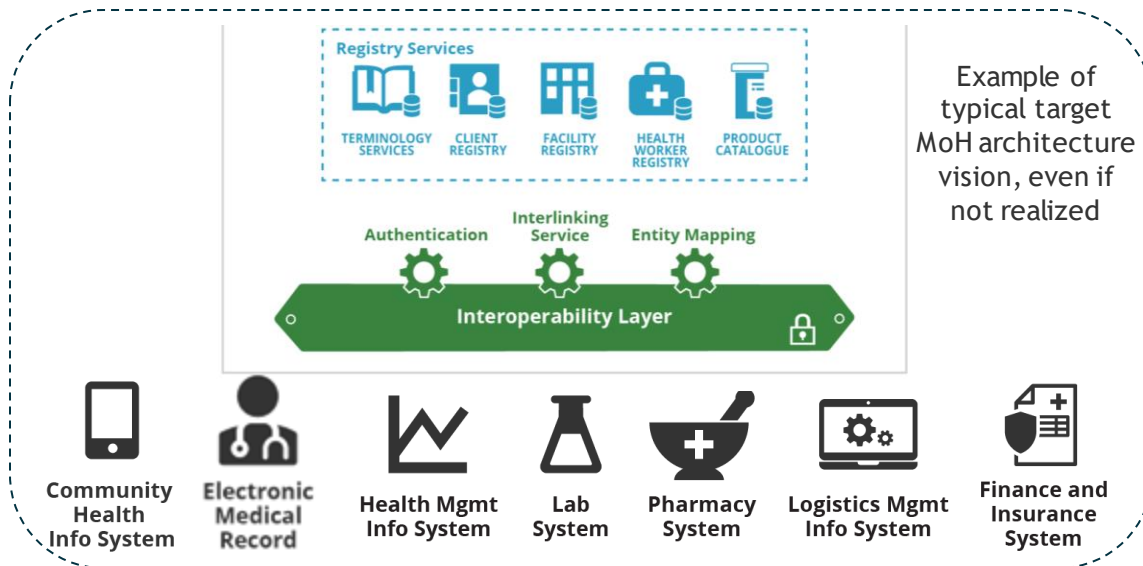 Registry Services
TERMINOLOGY
SERVICES
CLIENT
REGISTRY
FACILITY
REGISTRY
HEALTH
WORKER
REGISTRY
PRODUCT
CATALOGUE
Example of
typical target
MoH architecture
vision, even if
not realized
Authentication
Interlinking
Service
Entity Mapping
Interoperability Layer
Community
Health
Info System
Electronic
Medical
Record
Health Mgmt
Info System
Lab
System
Pharmacy
System
Logistics Mgmt
Info System
Finance and
Insurance
System